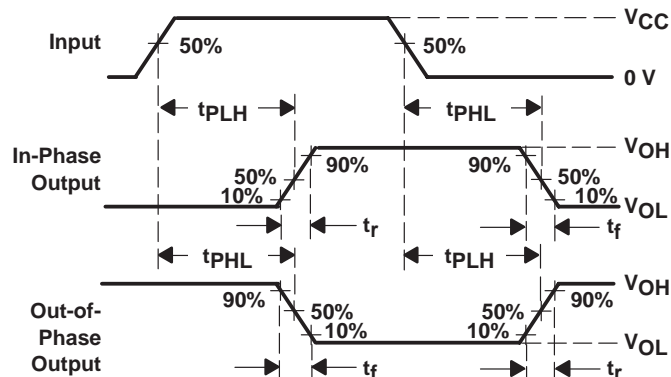 VCC
Input
50%
50%
0 V
tPLH
tPHL
In-Phase
Output
VOH
90%
90%
50%
50%
10%
10%
VOL
tr
tf
tPHL
tPLH
VOH
90%
90%
Out-of-
Phase
Output
50%
50%
10%
10%
VOL
tf
tr